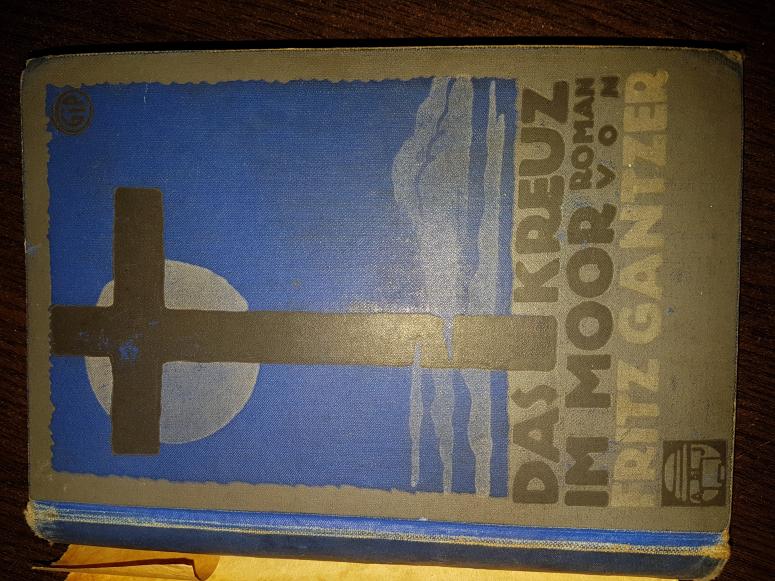 DAS KREUZ
IM MOOR ROMAN VON
FRITZ GANTZER